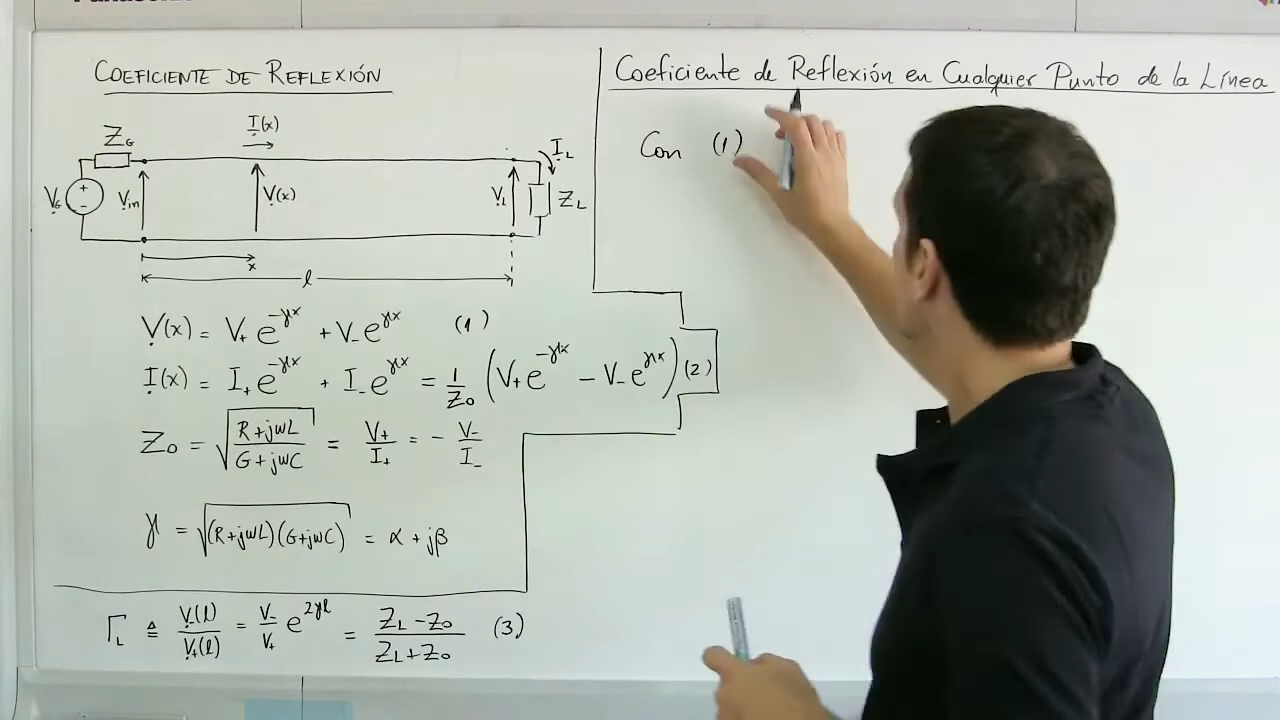 COEFICIENTE DE REFLEXIÓN
I(x)
Z_G
I_L
V_G
+
-
V_in
V(x)
V_L
Z_L
x
l
V(x) = V₊ e^{-γx} + V₋ e^{γx} (1)
I(x) = I₊ e^{-γx} + I₋ e^{γx} = 1/Z₀ (V₊ e^{-γx} - V₋ e^{γx}) (2)
Z₀ = √((R+jωL)/(G+jωC)) = V₊/I₊ = - V₋/I₋
γ = √((R+jωL)(G+jωC)) = α + jβ
Γ_L ≙ V₋(l)/V₊(l) = V₋/V₊ e^{2γl} = (Z_L - Z₀)/(Z_L + Z₀) (3)
Coeficiente de Reflexión en Cualquier Punto de la Línea
Con (1)